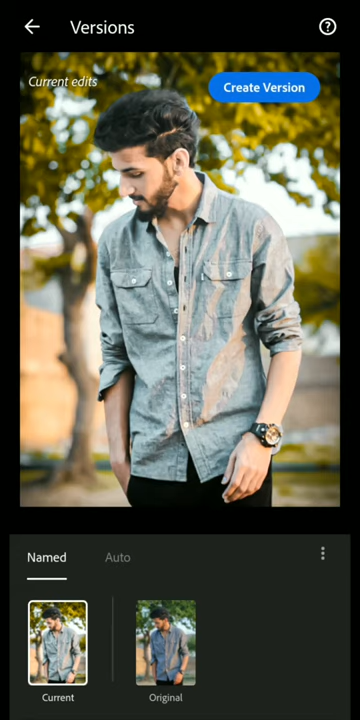 Versions
Current edits
Create Version
Named Auto
Current Original